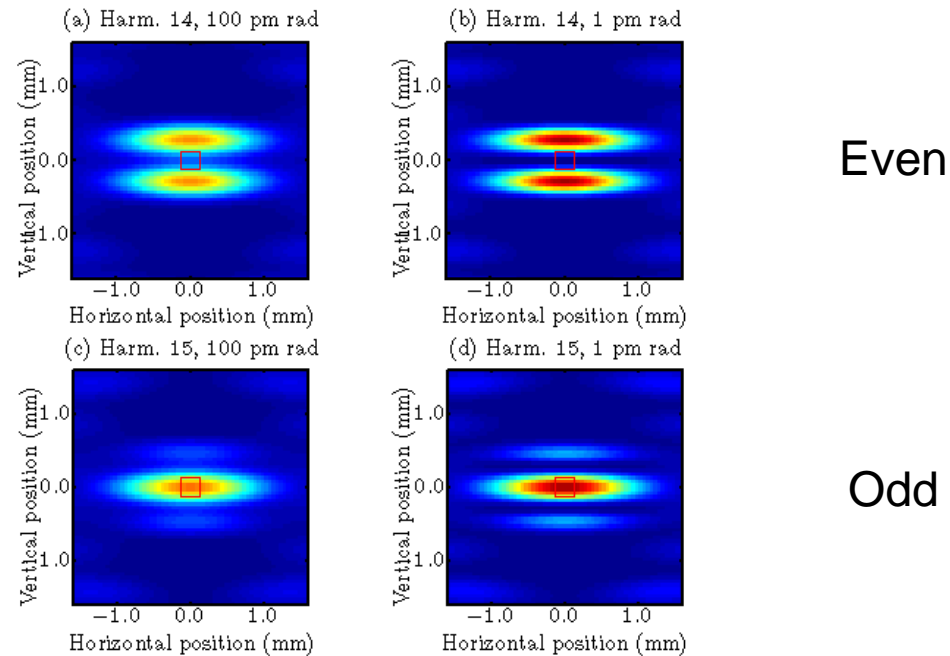 (a) Harm. 14, 100 pm rad
Vertical position (mm)
1.0
0.0
1.0
−1.0 0.0 1.0
Horizontal position (mm)
(b) Harm. 14, 1 pm rad
Vertical position (mm)
1.0
0.0
1.0
−1.0 0.0 1.0
Horizontal position (mm)
Even
(c) Harm. 15, 100 pm rad
Vertical position (mm)
1.0
0.0
1.0
−1.0 0.0 1.0
Horizontal position (mm)
(d) Harm. 15, 1 pm rad
Vertical position (mm)
1.0
0.0
1.0
−1.0 0.0 1.0
Horizontal position (mm)
Odd